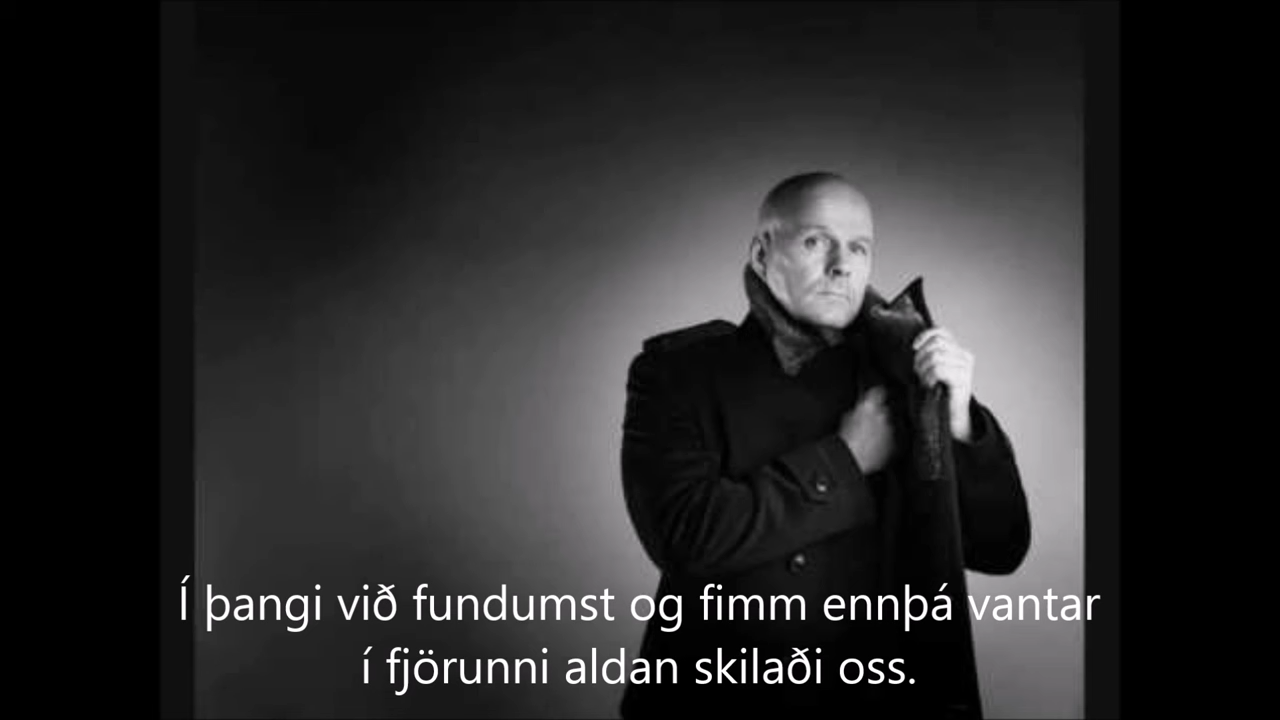 Í þangi við fundumst og fimm ennþá vantar
í fjörunni aldan skilaði oss.